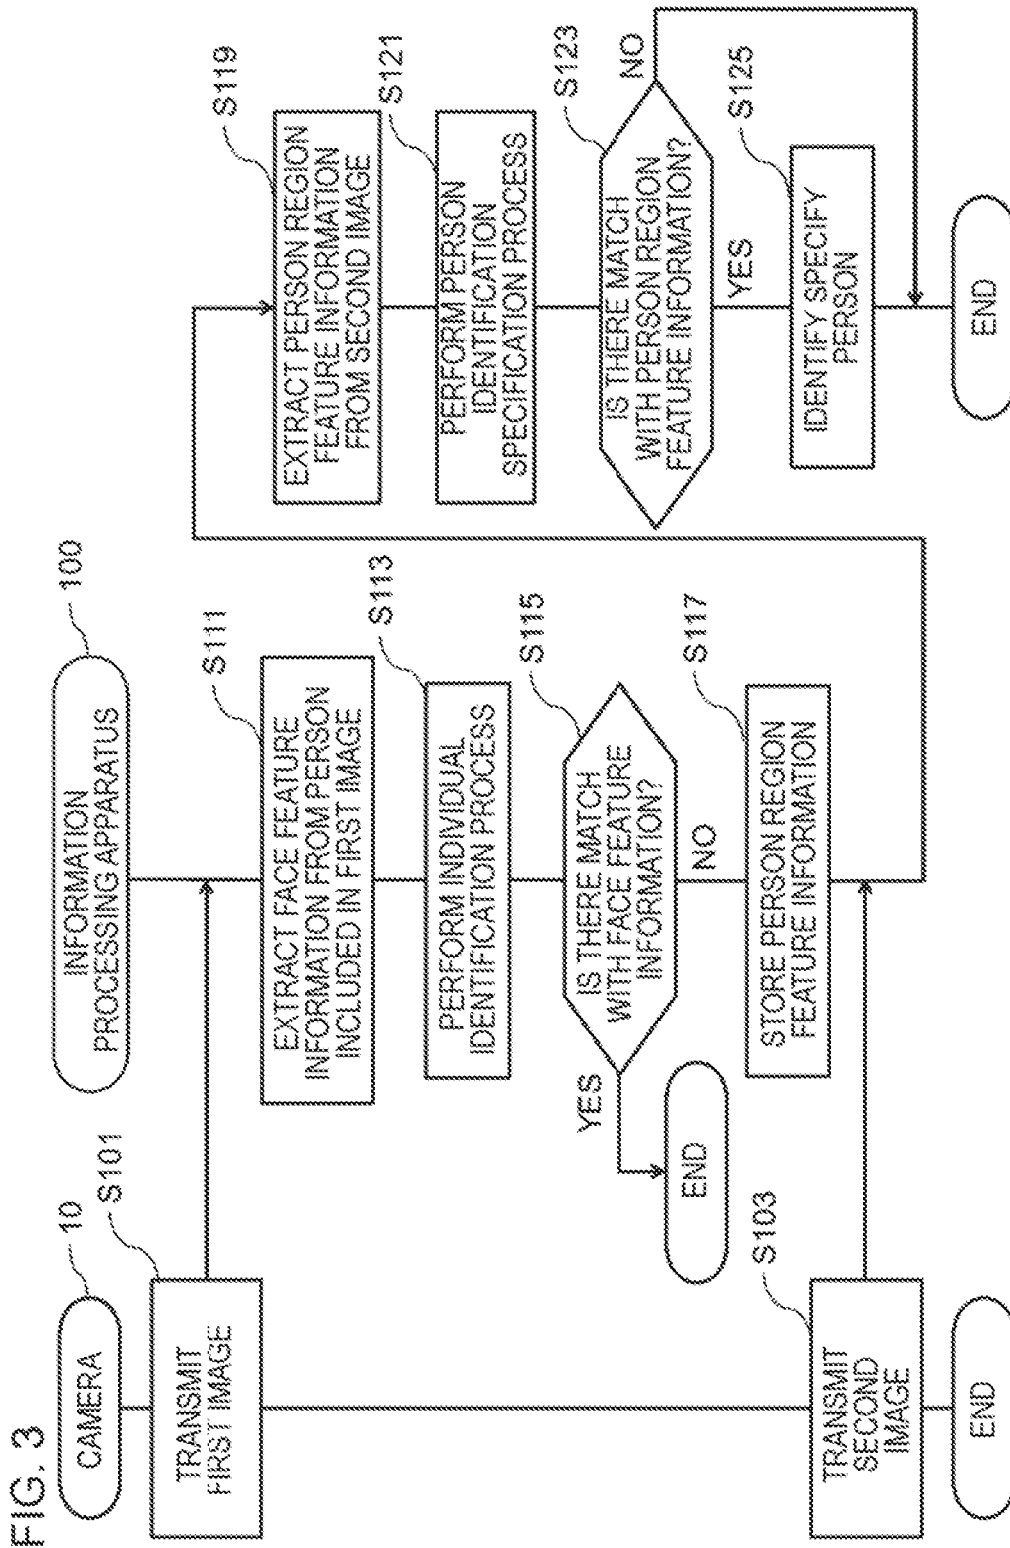 FIG. 3
CAMERA
10
TRANSMIT
FIRST IMAGE
S101
TRANSMIT
SECOND
IMAGE
S103
END
INFORMATION
PROCESSING APPARATUS
100
EXTRACT FACE FEATURE
INFORMATION FROM PERSON
INCLUDED IN FIRST IMAGE
S111
PERFORM INDIVIDUAL
IDENTIFICATION PROCESS
S113
IS THERE MATCH
WITH FACE FEATURE
INFORMATION?
S115
YES
END
NO
STORE PERSON REGION
FEATURE INFORMATION
S117
EXTRACT PERSON REGION
FEATURE INFORMATION
FROM SECOND IMAGE
S119
PERFORM PERSON
IDENTIFICATION
SPECIFICATION PROCESS
S121
IS THERE MATCH
WITH PERSON REGION
FEATURE INFORMATION?
S123
NO
YES
IDENTIFY SPECIFY
PERSON
S125
END